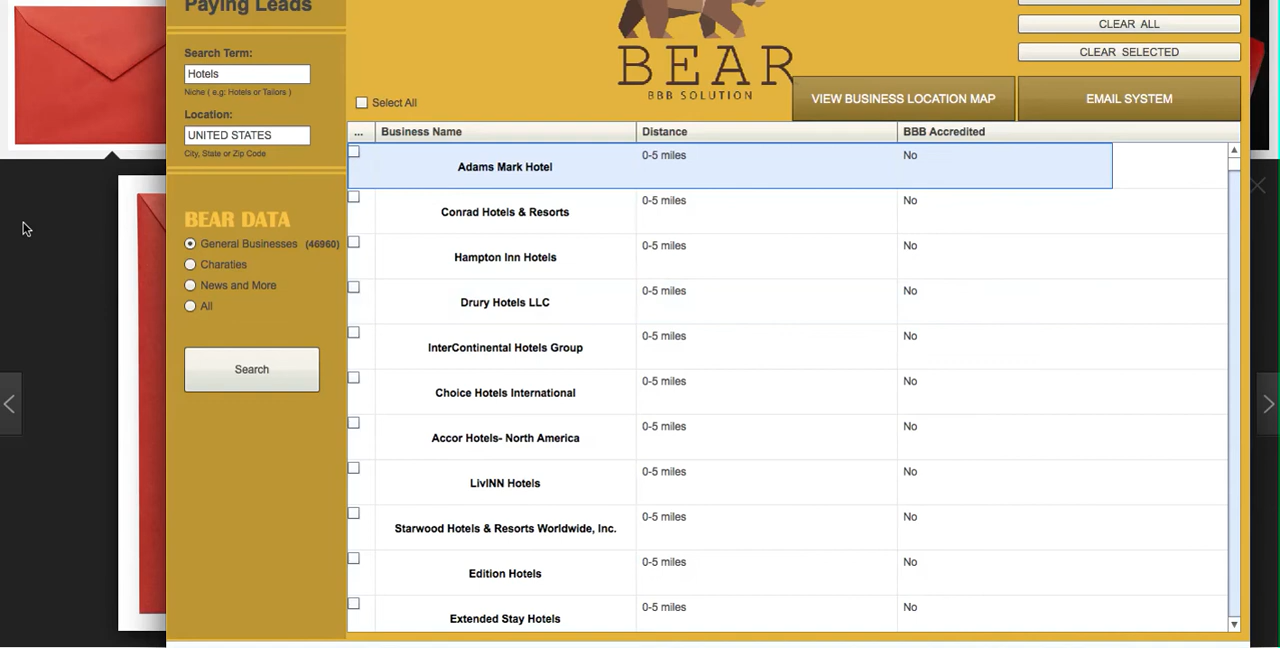 Paying Leads
Search Term:
Hotels
Niche ( e.g: Hotels or Tailors )
Location:
UNITED STATES
City, State or Zip Code
BEAR DATA
General Businesses (46960)
Charaties
News and More
All
Search
BEAR
BBB SOLUTION
CLEAR ALL
CLEAR SELECTED
Select All
VIEW BUSINESS LOCATION MAP
EMAIL SYSTEM
... Business Name Distance BBB Accredited
Adams Mark Hotel 0-5 miles No
Conrad Hotels & Resorts 0-5 miles No
Hampton Inn Hotels 0-5 miles No
Drury Hotels LLC 0-5 miles No
InterContinental Hotels Group 0-5 miles No
Choice Hotels International 0-5 miles No
Accor Hotels- North America 0-5 miles No
LivINN Hotels 0-5 miles No
Starwood Hotels & Resorts Worldwide, Inc. 0-5 miles No
Edition Hotels 0-5 miles No
Extended Stay Hotels 0-5 miles No